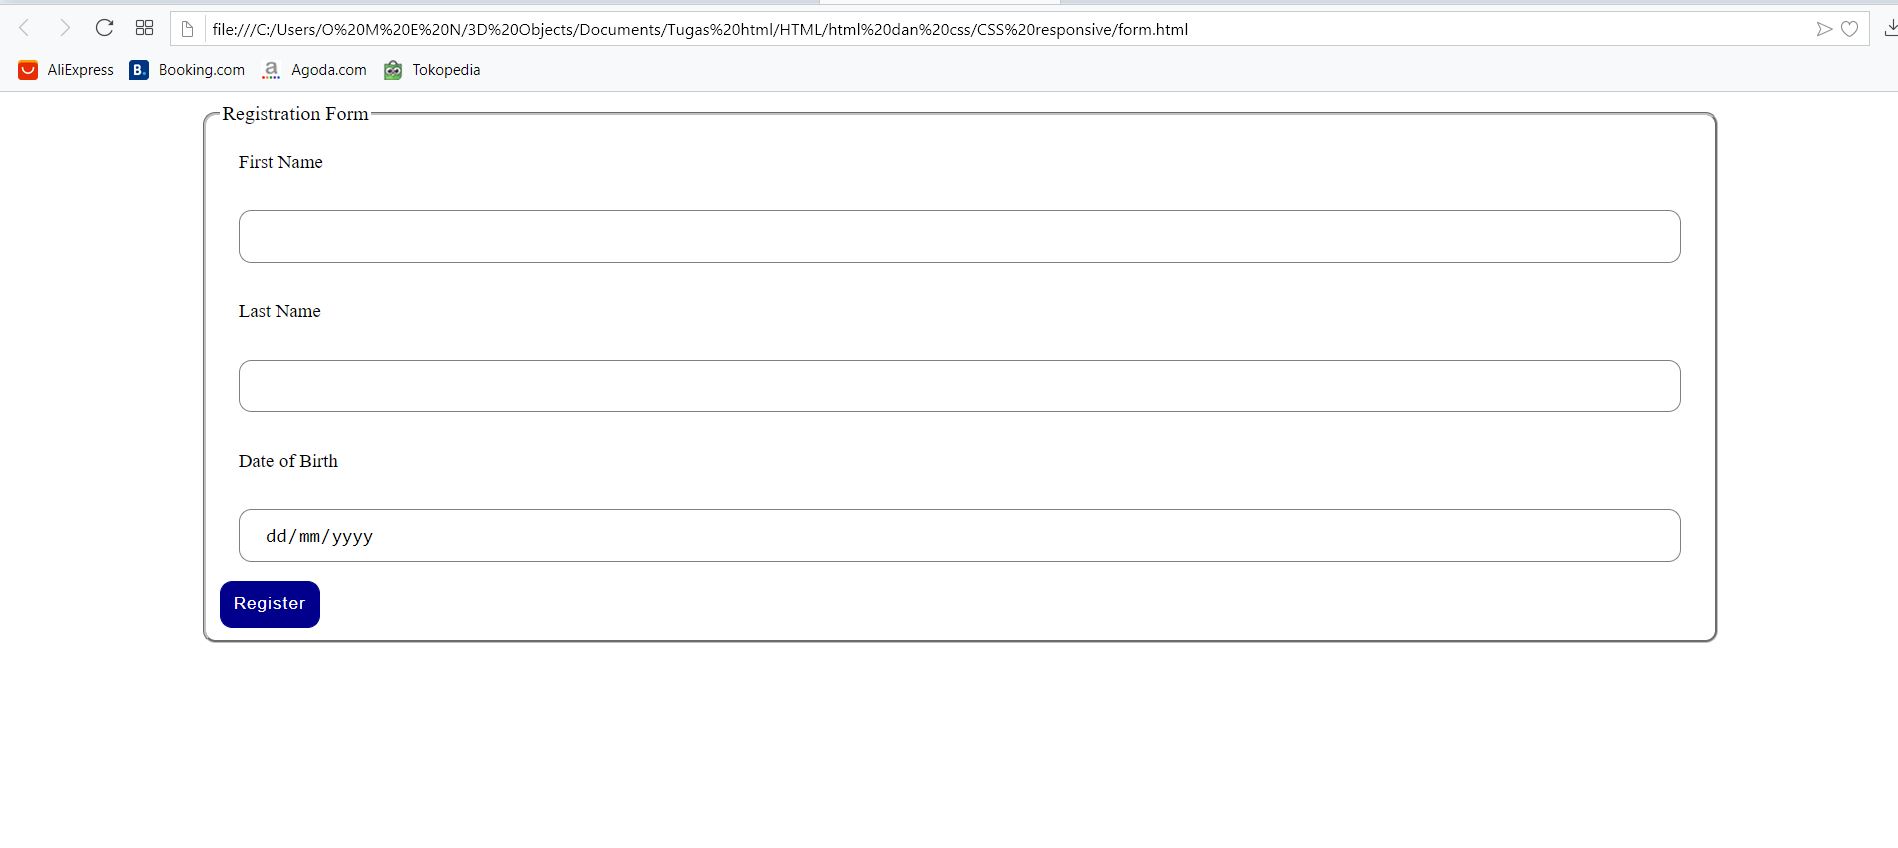 file:///C:/Users/O%20M%20E%20N/3D%20Objects/Documents/Tugas%20html/HTML/html%20dan%20css/CSS%20responsive/form.html
AliExpress B. Booking.com a Agoda.com Tokopedia
Registration Form
First Name
Last Name
Date of Birth
dd/mm/yyyy
Register